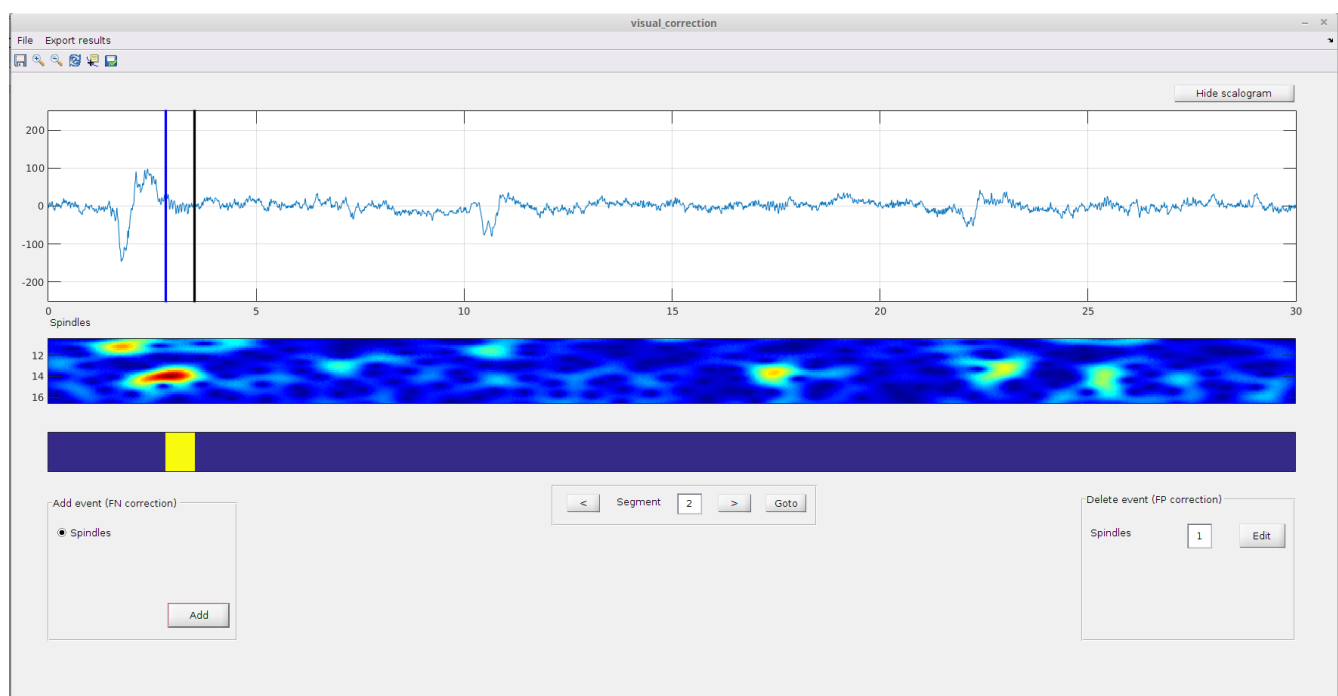 visual_correction
File Export results
Hide scalogram
200
100
0
-100
-200
0 5 10 15 20 25 30
Spindles
12
14
16
Add event (FN correction)
Spindles
Add
< Segment 2 > Goto
Delete event (FP correction)
Spindles 1 Edit